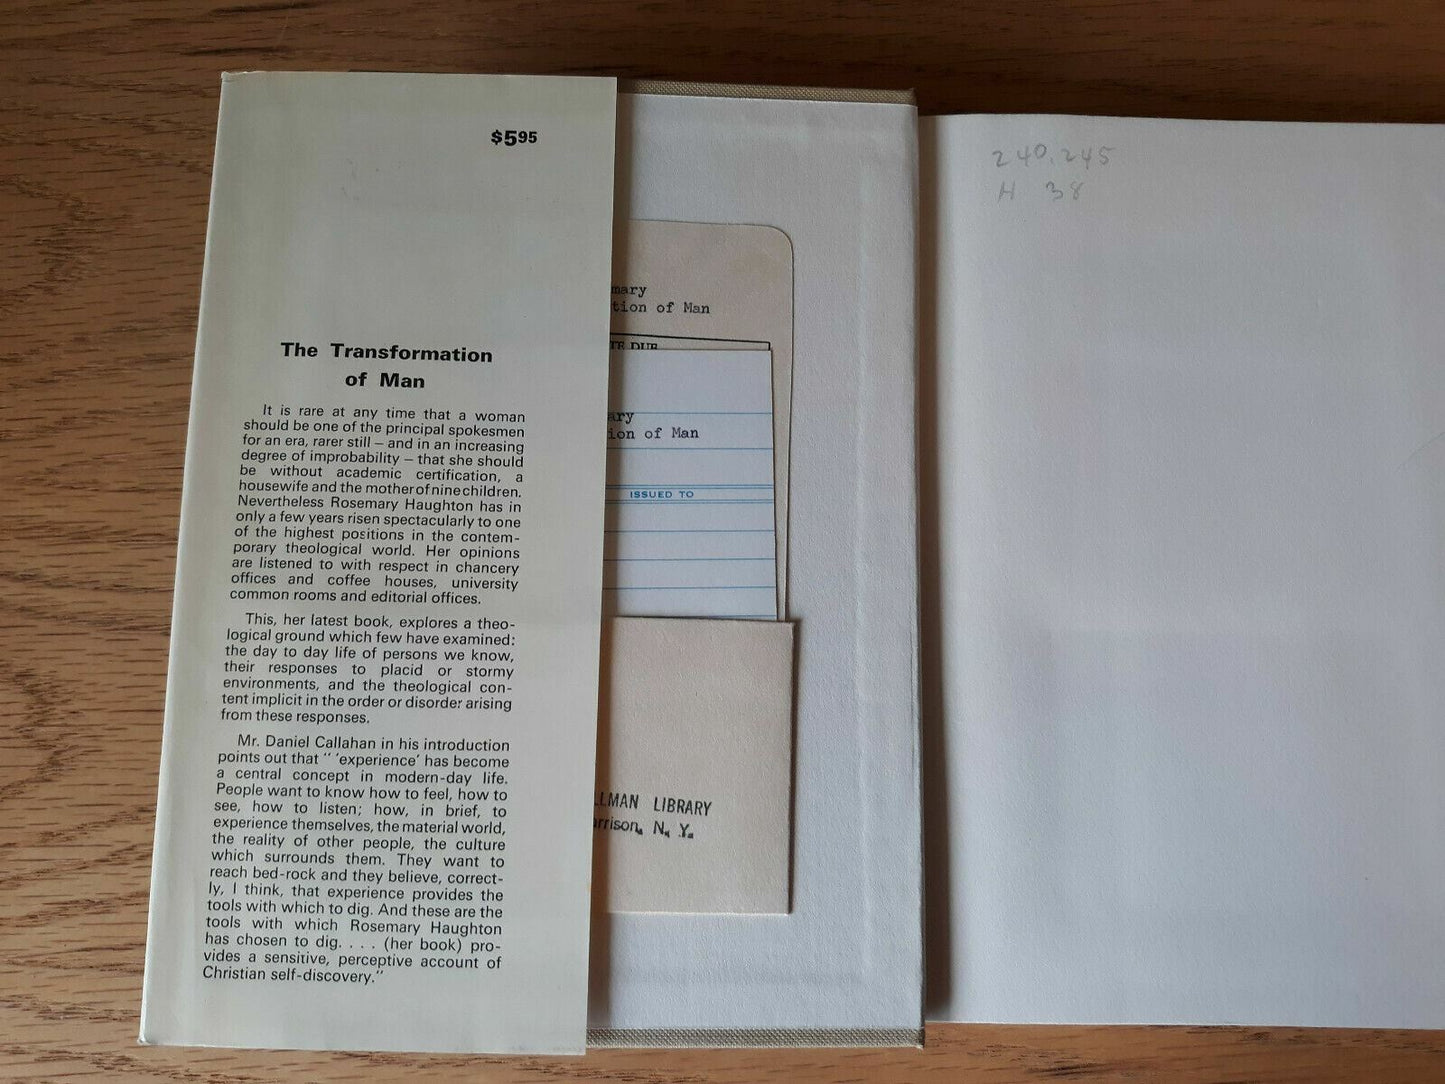 $5.95
The Transformation
of Man
It is rare at any time that a woman
should be one of the principal spokesmen
for an era, rarer still – and in an increasing
degree of improbability – that she should
be without academic certification, a
housewife and the mother of nine children.
Nevertheless Rosemary Haughton has in
only a few years risen spectacularly to one
of the highest positions in the contem-
porary theological world. Her opinions
are listened to with respect in chancery
offices and coffee houses, university
common rooms and editorial offices.
This, her latest book, explores a theo-
logical ground which few have examined:
the day to day life of persons we know,
their responses to placid or stormy
environments, and the theological con-
tent implicit in the order or disorder arising
from these responses.
Mr. Daniel Callahan in his introduction
points out that “ ‘experience’ has become
a central concept in modern-day life.
People want to know how to feel, how to
see, how to listen; how, in brief, to
experience themselves, the material world,
the reality of other people, the culture
which surrounds them. They want to
reach bed-rock and they believe, correct-
ly, I think, that experience provides the
tools with which to dig. And these are the
tools with which Rosemary Haughton
has chosen to dig. . . . (her book) pro-
vides a sensitive, perceptive account of
Christian self-discovery.”
mary
tion of Man
TE DUE
ary
ion of Man
ISSUED TO
LLMAN LIBRARY
arrison, N. Y.
240.245
H 38